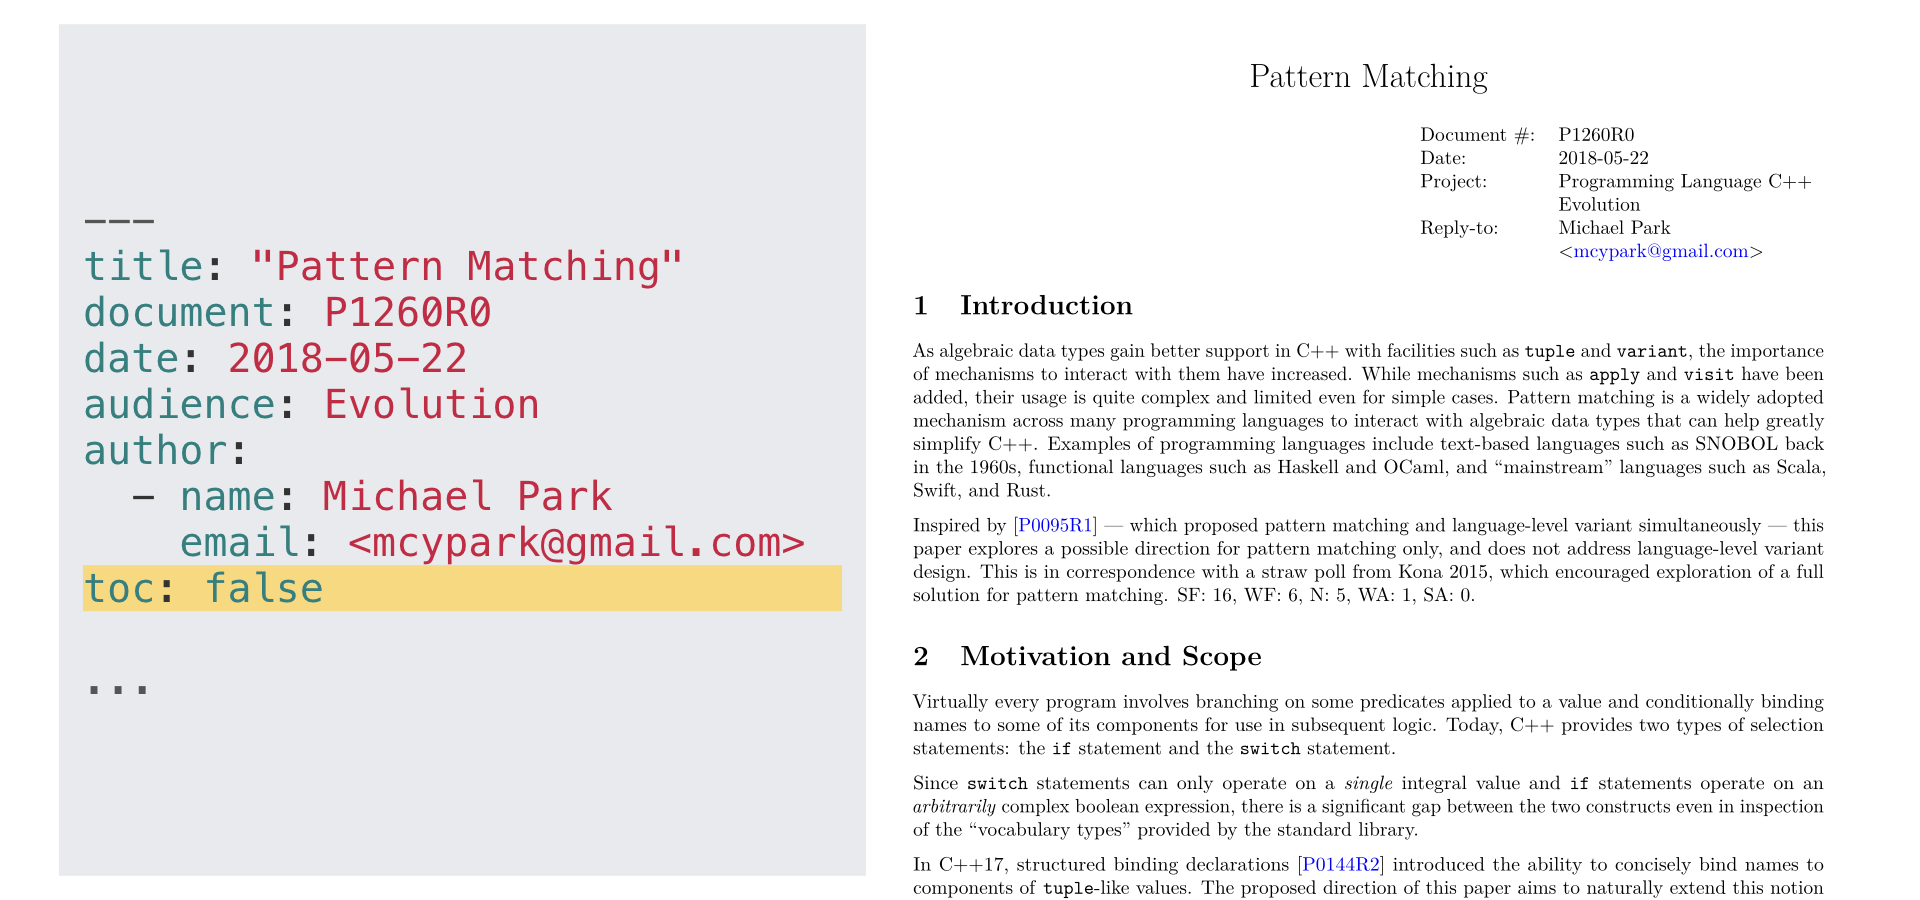 ---
title: "Pattern Matching"
document: P1260R0
date: 2018-05-22
audience: Evolution
author:
  - name: Michael Park
    email: <mcypark@gmail.com>
toc: false
...
Pattern Matching
Document #: P1260R0
Date: 2018-05-22
Project: Programming Language C++
Evolution
Reply-to: Michael Park
<mcypark@gmail.com>
1 Introduction
As algebraic data types gain better support in C++ with facilities such as tuple and variant, the importance
of mechanisms to interact with them have increased. While mechanisms such as apply and visit have been
added, their usage is quite complex and limited even for simple cases. Pattern matching is a widely adopted
mechanism across many programming languages to interact with algebraic data types that can help greatly
simplify C++. Examples of programming languages include text-based languages such as SNOBOL back
in the 1960s, functional languages such as Haskell and OCaml, and “mainstream” languages such as Scala,
Swift, and Rust.
Inspired by [P0095R1] — which proposed pattern matching and language-level variant simultaneously — this
paper explores a possible direction for pattern matching only, and does not address language-level variant
design. This is in correspondence with a straw poll from Kona 2015, which encouraged exploration of a full
solution for pattern matching. SF: 16, WF: 6, N: 5, WA: 1, SA: 0.
2 Motivation and Scope
Virtually every program involves branching on some predicates applied to a value and conditionally binding
names to some of its components for use in subsequent logic. Today, C++ provides two types of selection
statements: the if statement and the switch statement.
Since switch statements can only operate on a single integral value and if statements operate on an
arbitrarily complex boolean expression, there is a significant gap between the two constructs even in inspection
of the “vocabulary types” provided by the standard library.
In C++17, structured binding declarations [P0144R2] introduced the ability to concisely bind names to
components of tuple-like values. The proposed direction of this paper aims to naturally extend this notion